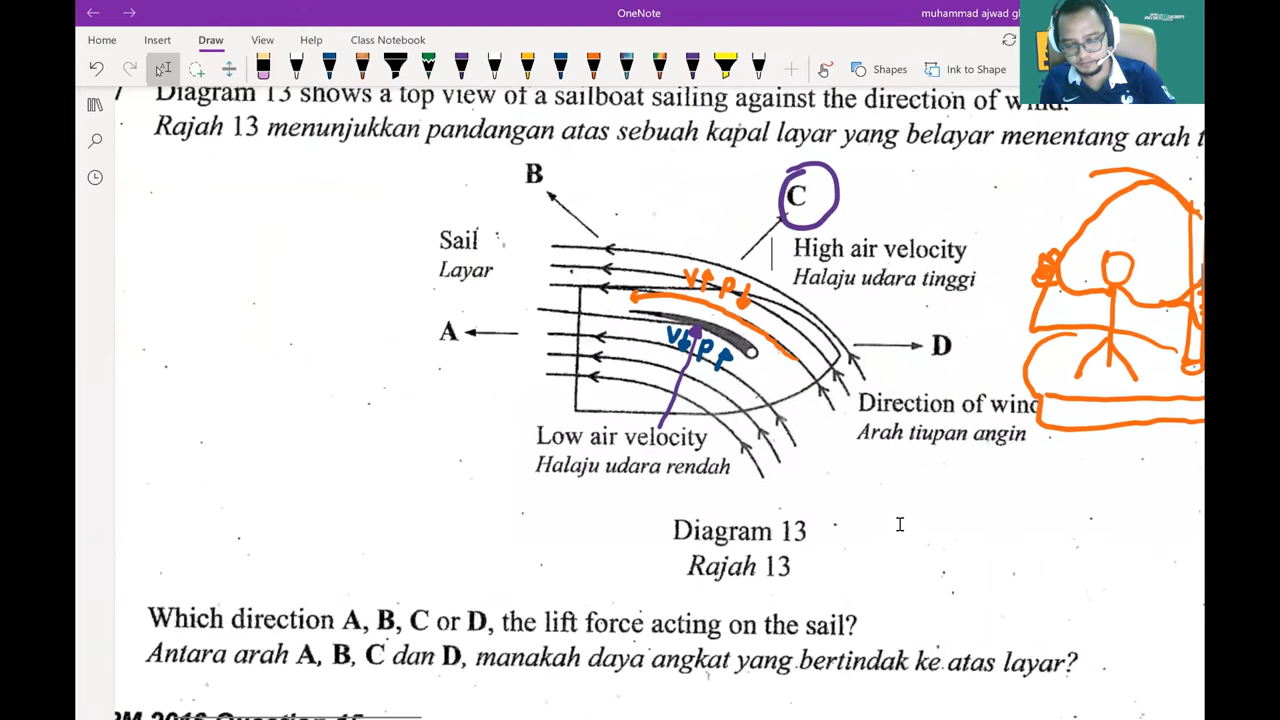 OneNote
muhammad ajwad gh
Home Insert Draw View Help Class Notebook
Shapes Ink to Shape
Diagram 13 shows a top view of a sailboat sailing against the direction of wind.
Rajah 13 menunjukkan pandangan atas sebuah kapal layar yang belayar menentang arah
B
C
Sail
Layar
High air velocity
Halaju udara tinggi
v↑ P↓
A
D
v↓ P↑
Direction of wind
Arah tiupan angin
Low air velocity
Halaju udara rendah
Diagram 13
Rajah 13
Which direction A, B, C or D, the lift force acting on the sail?
Antara arah A, B, C dan D, manakah daya angkat yang bertindak ke atas layar?